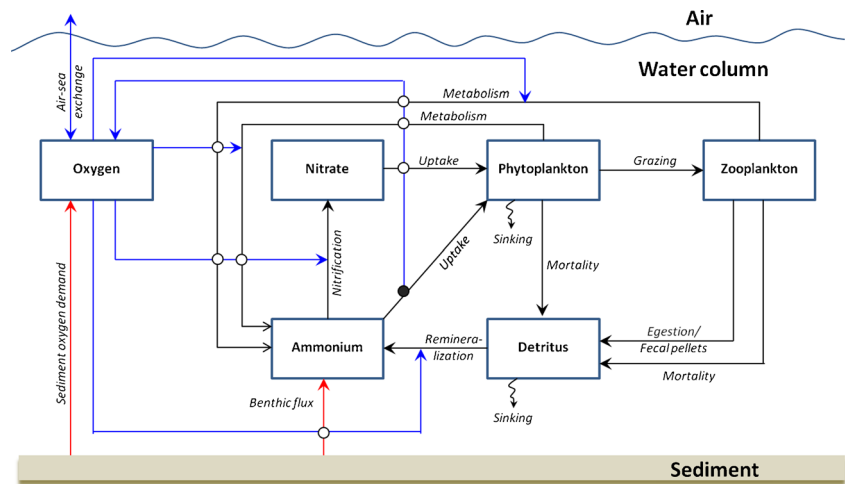 Air
Water column
Air-sea
exchange
Metabolism
Metabolism
Oxygen
Nitrate
Uptake
Phytoplankton
Grazing
Zooplankton
Sinking
Uptake
Nitrification
Mortality
Sediment oxygen demand
Ammonium
Reminera-
lization
Detritus
Egestion/
Fecal pellets
Mortality
Benthic flux
Sinking
Sediment